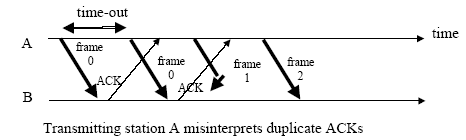 time-out
time
A
frame
0
ACK
frame
0
ACK
frame
1
frame
2
B
Transmitting station A misinterprets duplicate ACKs